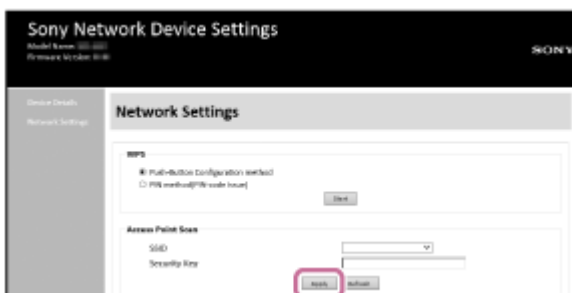 Sony Network Device Settings
Model Name
Firmware Version
SONY
Device Details
Network Settings
Network Settings
WPS
Push-Button Configuration method
PIN method(PIN-code issue)
Start
Access Point Scan
SSID
Security Key
Apply Refresh